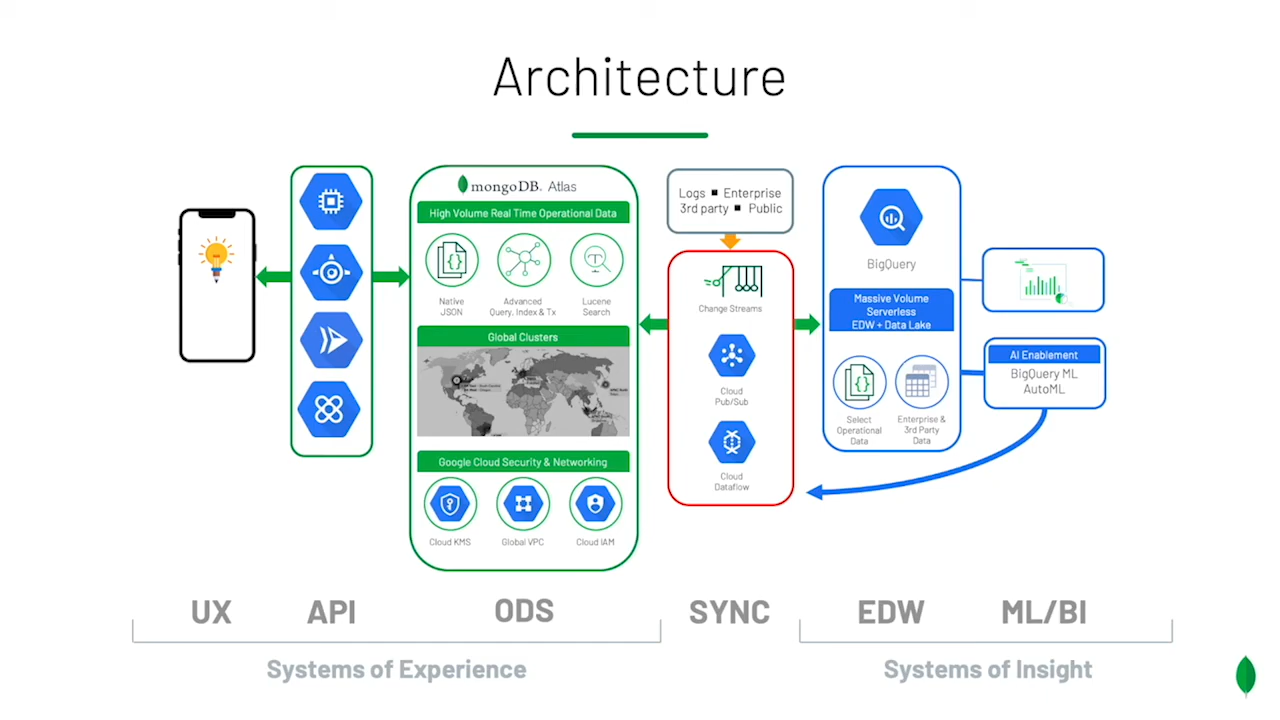 Architecture
mongoDB. Atlas
High Volume Real Time Operational Data
Native
JSON
Advanced
Query, Index & Tx
Lucene
Search
Global Clusters
Google Cloud Security & Networking
Cloud KMS
Global VPC
Cloud IAM
Logs ▪ Enterprise
3rd party ▪ Public
Change Streams
Cloud
Pub/Sub
Cloud
Dataflow
BigQuery
Massive Volume
Serverless
EDW + Data Lake
Select
Operational
Data
Enterprise &
3rd Party
Data
AI Enablement
BigQuery ML
AutoML
UX
API
ODS
SYNC
EDW
ML/BI
Systems of Experience
Systems of Insight